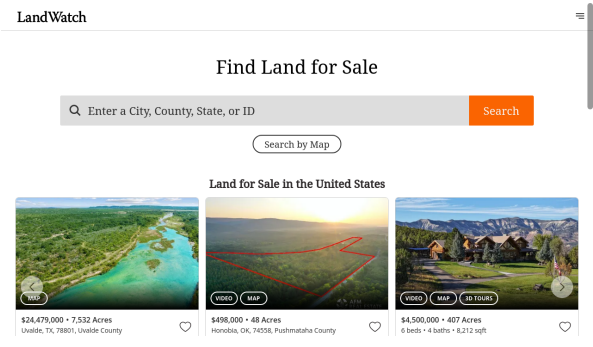 LandWatch
Find Land for Sale
Enter a City, County, State, or ID
Search
Search by Map
Land for Sale in the United States
MAP
VIDEO
MAP
VIDEO
MAP
3D TOURS
$24,479,000 • 7,532 Acres
Uvalde, TX, 78801, Uvalde County
$498,000 • 48 Acres
Honobia, OK, 74558, Pushmataha County
$4,500,000 • 407 Acres
6 beds • 4 baths • 8,212 sqft